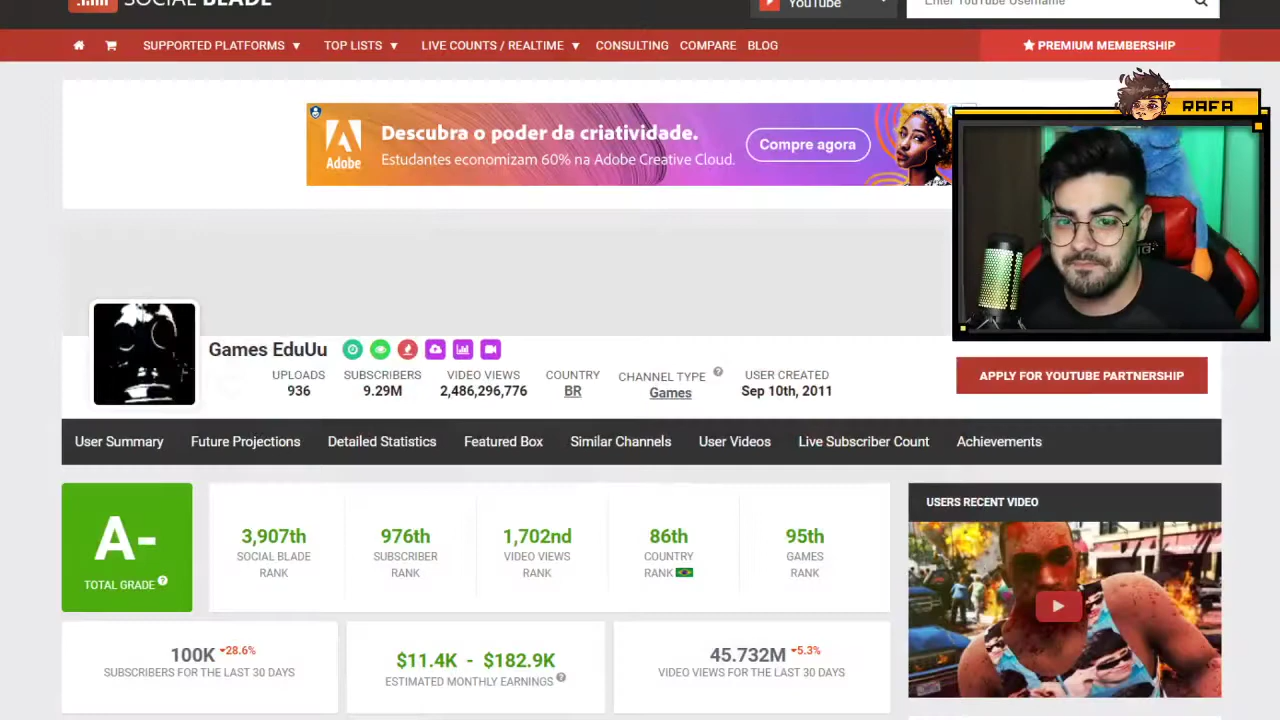 SOCIAL BLADE
YouTube
Enter YouTube Username
SUPPORTED PLATFORMS
TOP LISTS
LIVE COUNTS / REALTIME
CONSULTING
COMPARE
BLOG
PREMIUM MEMBERSHIP
RAFA
Adobe
Descubra o poder da criatividade.
Estudantes economizam 60% na Adobe Creative Cloud.
Compre agora
Games EduUu
UPLOADS
936
SUBSCRIBERS
9.29M
VIDEO VIEWS
2,486,296,776
COUNTRY
BR
CHANNEL TYPE
Games
USER CREATED
Sep 10th, 2011
APPLY FOR YOUTUBE PARTNERSHIP
User Summary
Future Projections
Detailed Statistics
Featured Box
Similar Channels
User Videos
Live Subscriber Count
Achievements
A-
TOTAL GRADE
3,907th
SOCIAL BLADE
RANK
976th
SUBSCRIBER
RANK
1,702nd
VIDEO VIEWS
RANK
86th
COUNTRY
RANK
95th
GAMES
RANK
USERS RECENT VIDEO
100K -28.6%
SUBSCRIBERS FOR THE LAST 30 DAYS
$11.4K - $182.9K
ESTIMATED MONTHLY EARNINGS
45.732M -5.3%
VIDEO VIEWS FOR THE LAST 30 DAYS